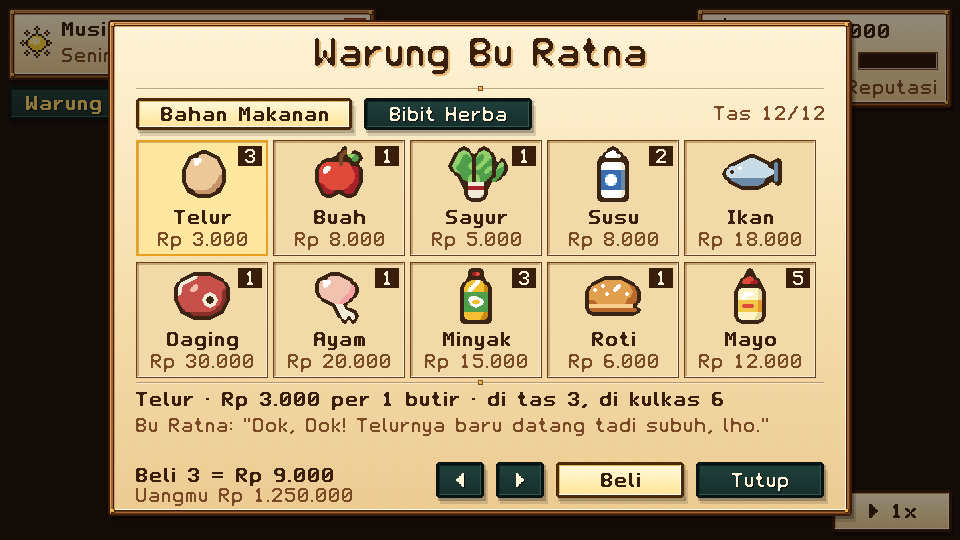 Warung Bu Ratna
Bahan Makanan
Bibit Herba
Tas 12/12
3
Telur
Rp 3.000
1
Buah
Rp 8.000
1
Sayur
Rp 5.000
2
Susu
Rp 8.000
Ikan
Rp 18.000
1
Daging
Rp 30.000
1
Ayam
Rp 20.000
3
Minyak
Rp 15.000
1
Roti
Rp 6.000
5
Mayo
Rp 12.000
Telur · Rp 3.000 per 1 butir · di tas 3, di kulkas 6
Bu Ratna: "Dok, Dok! Telurnya baru datang tadi subuh, lho."
Beli 3 = Rp 9.000
Uangmu Rp 1.250.000
Beli
Tutup
Warung
Reputasi
1x